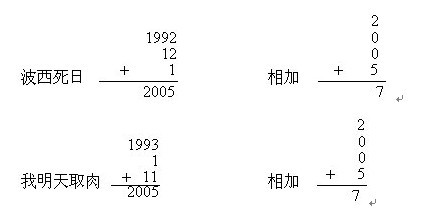 1992 2
12 0
0
波西死日 + 1 相加 + 5
2005 7 ↵
1993 2
1 0
0
我明天取肉 + 11 相加 + 5
2005 7 ↵